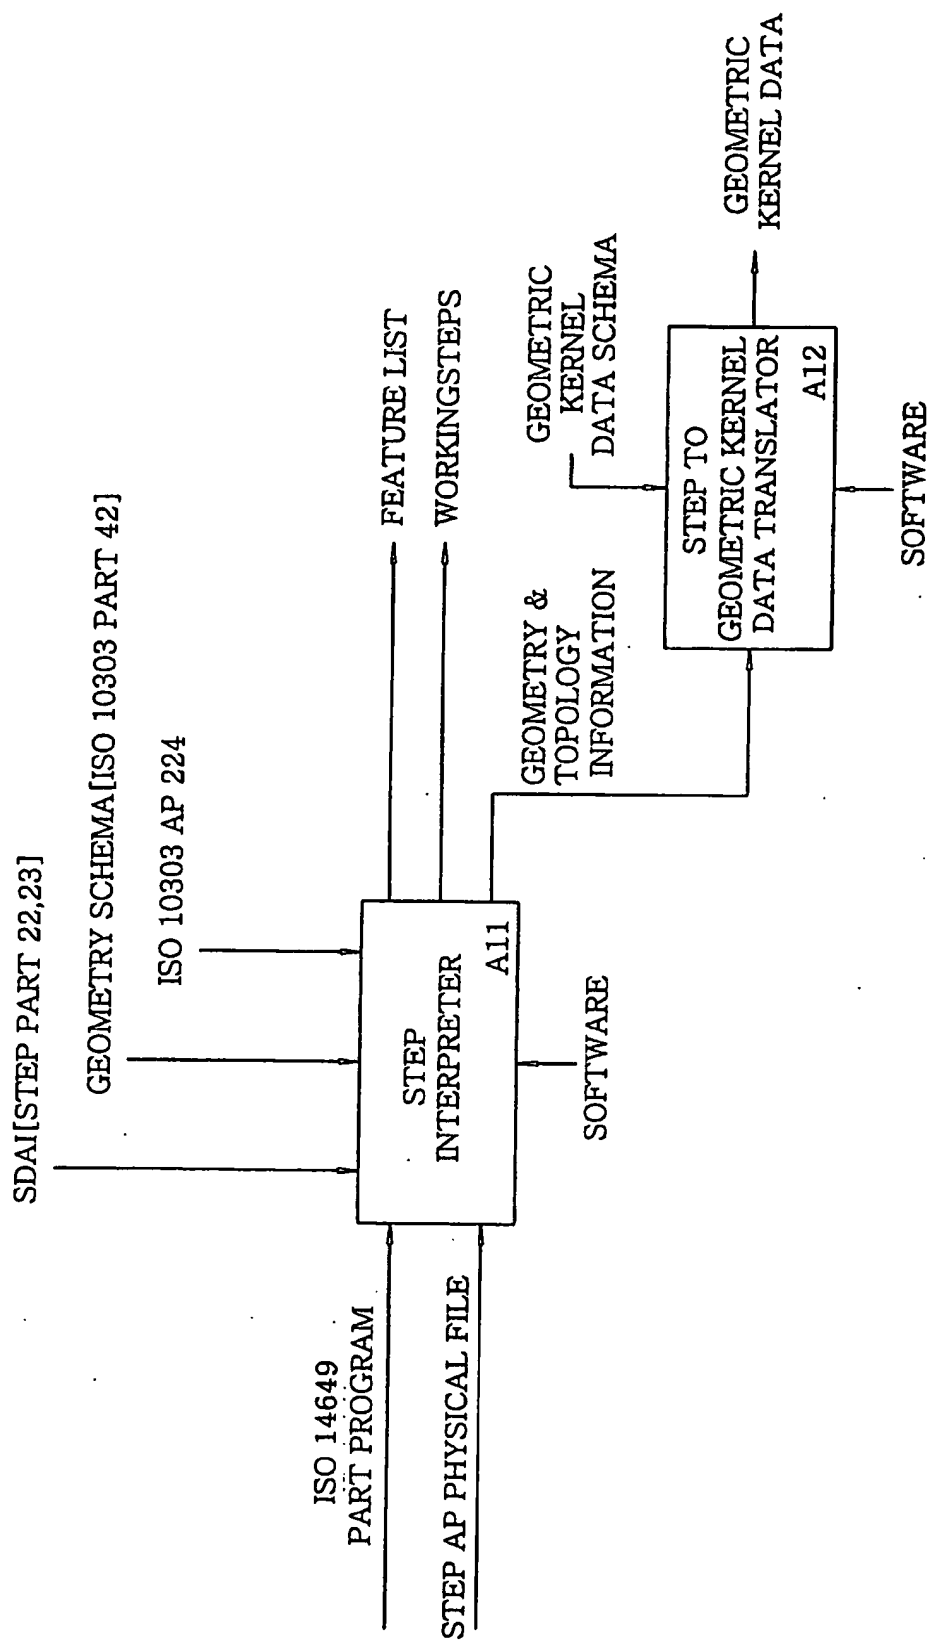 SDAI[STEP PART 22,23]
GEOMETRY SCHEMA[ISO 10303 PART 42]
ISO 10303 AP 224
ISO 14649
PART PROGRAM
STEP AP PHYSICAL FILE
STEP
INTERPRETER
A11
SOFTWARE
FEATURE LIST
WORKINGSTEPS
GEOMETRY &
TOPOLOGY
INFORMATION
GEOMETRIC
KERNEL
DATA SCHEMA
STEP TO
GEOMETRIC KERNEL
DATA TRANSLATOR
A12
SOFTWARE
GEOMETRIC
KERNEL DATA